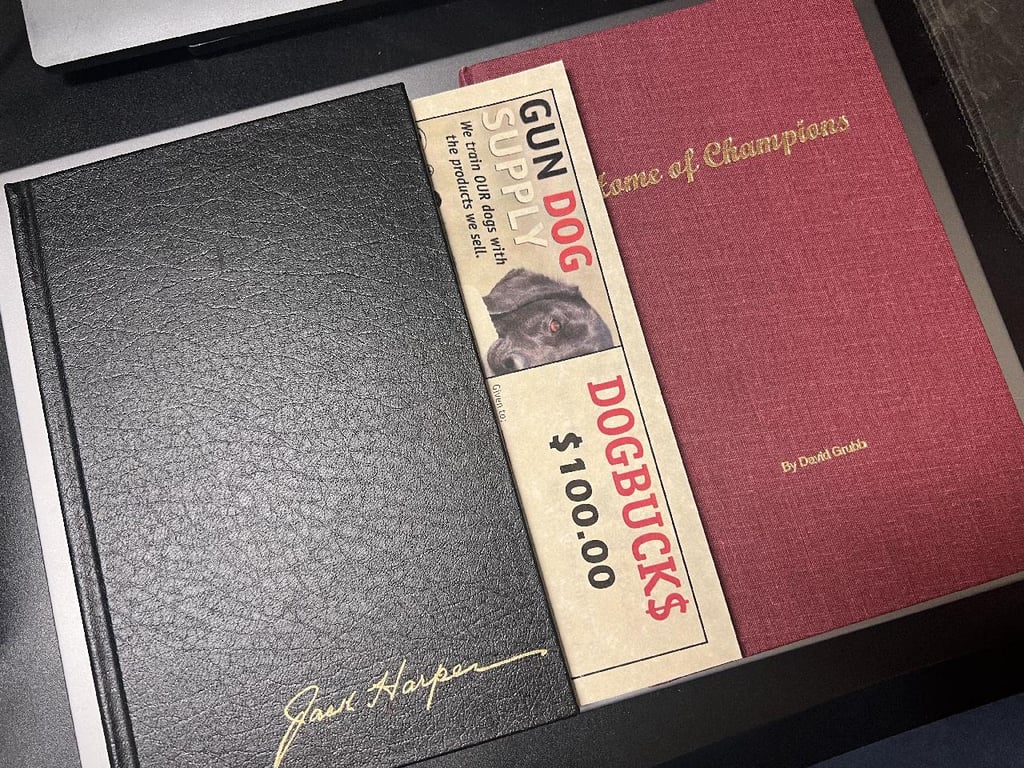 Jack Harper
GUN DOG
SUPPLY
We train OUR dogs with
the products we sell.
Given to:
DOGBUCK$
$100.00
Home of Champions
By David Grubb